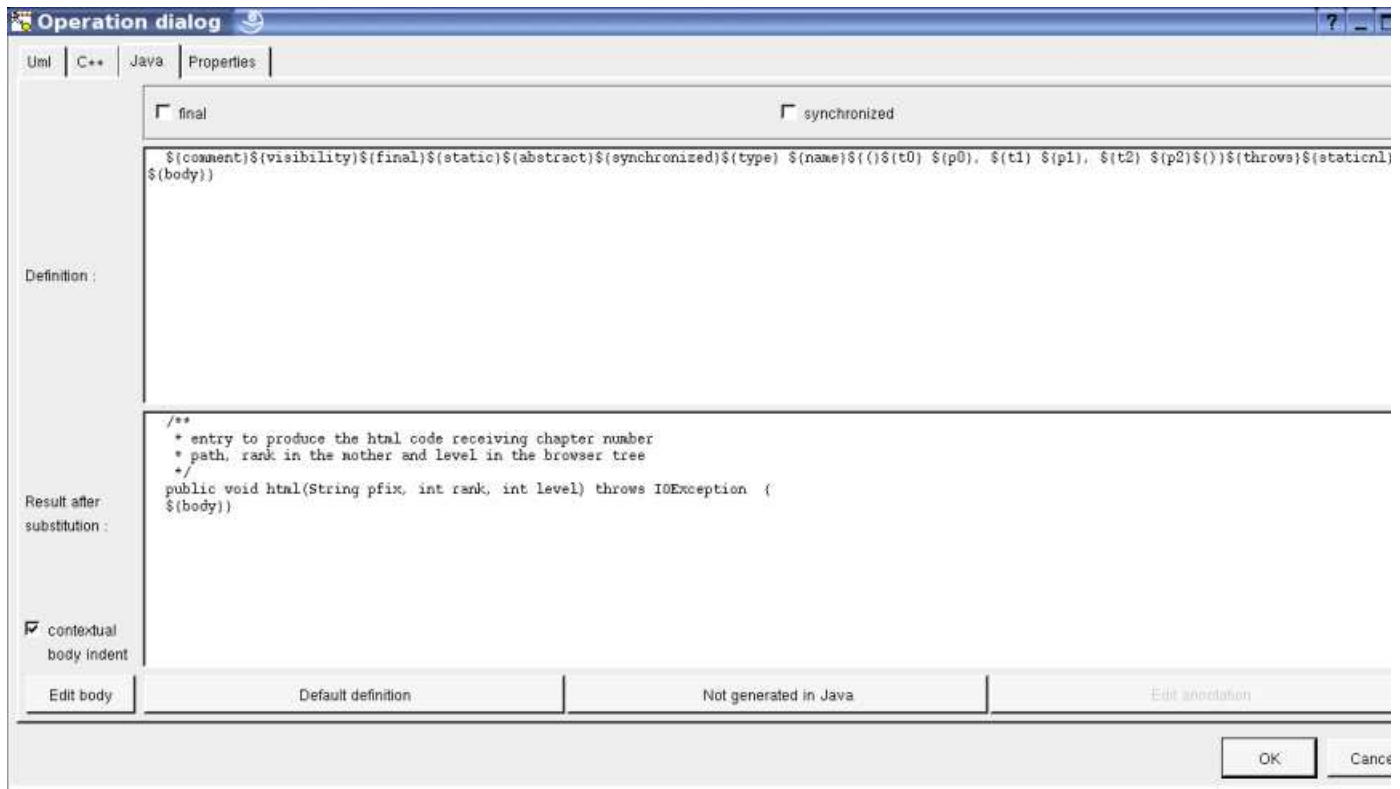 Operation dialog
?
Uml C++ Java Properties
final synchronized
${comment}${visibility}${final}${static}${abstract}${synchronized}${type} ${name}${(}${t0} ${p0}, ${t1} ${p1}, ${t2} ${p2}${)}${throws}${staticnl}
${body}}
Definition :
/**
* entry to produce the html code receiving chapter number
* path, rank in the mother and level in the browser tree
*/
public void html(String pfix, int rank, int level) throws IOException {
${body}}
Result after
substitution :
contextual
body indent
Edit body Default definition Not generated in Java Edit annotation
OK Cance